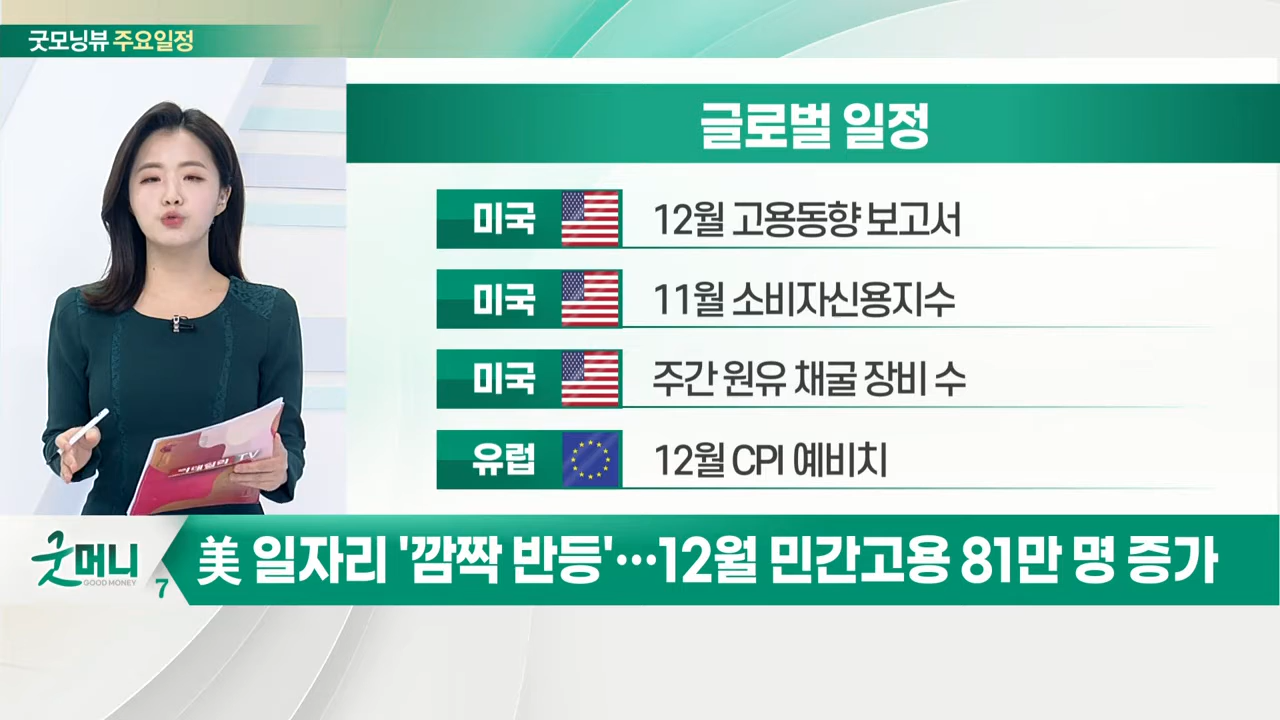 굿모닝뷰 주요일정
글로벌 일정
미국 12월 고용동향 보고서
미국 11월 소비자신용지수
미국 주간 원유 채굴 장비 수
유럽 12월 CPI 예비치
굿머니
GOOD MONEY
7
美 일자리 '깜짝 반등'…12월 민간고용 81만 명 증가